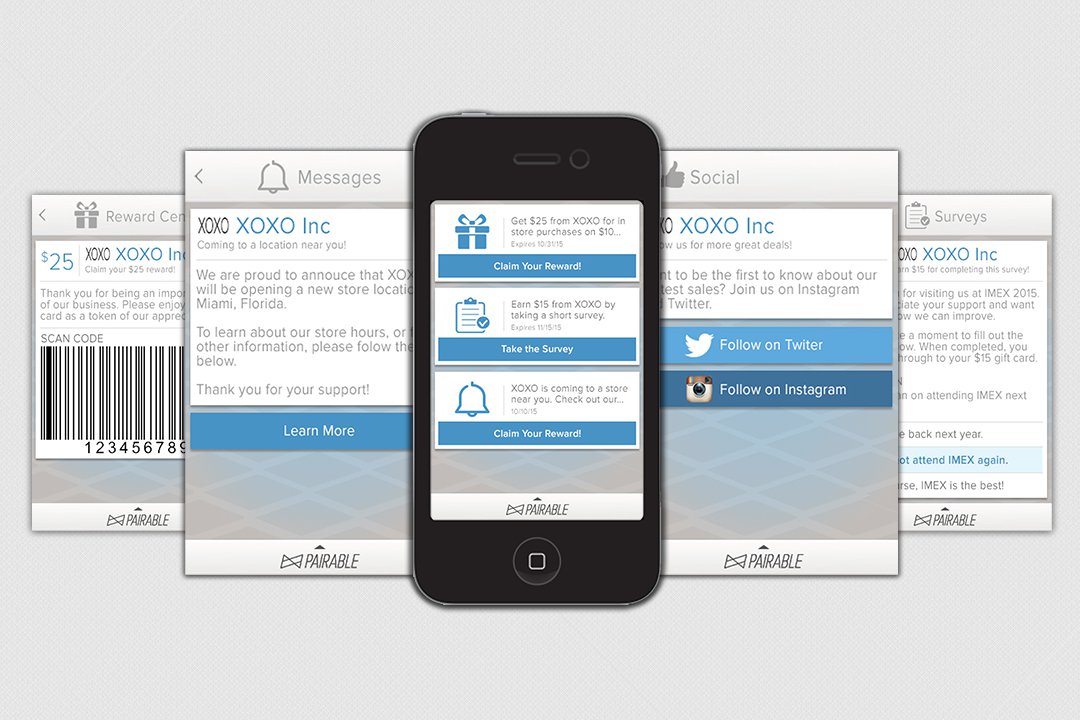 Reward Cen
$25
XOXO XOXO Inc
Claim your $25 reward!
Thank you for being an impor
of our business. Please enjoy
card as a token of our apprec
SCAN CODE
123456789
PAIRABLE
Messages
XOXO XOXO Inc
Coming to a location near you!
We are proud to annouce that XOX
will be opening a new store locatio
Miami, Florida.
To learn about our store hours, or f
other information, please folow the
below.
Thank you for your support!
Learn More
PAIRABLE
Get $25 from XOXO for in
store purchases on $10...
Expires 10/31/15
Claim Your Reward!
Earn $15 from XOXO by
taking a short survey.
Expires 11/15/15
Take the Survey
XOXO is coming to a store
near you. Check out our...
10/10/15
Claim Your Reward!
PAIRABLE
Social
XO XOXO Inc
ow us for more great deals!
nt to be the first to know about our
test sales? Join us on Instagram
d Twitter.
Follow on Twiter
Follow on Instagram
PAIRABLE
Surveys
OXO XOXO Inc
arn $15 for completing this survey!
for visiting us at IMEX 2015.
ciate your support and want
ow we can improve.
e a moment to fill out the
ow. When completed, you
hrough to your $15 gift card.
N
an on attending IMEX next
e back next year.
ot attend IMEX again.
urse, IMEX is the best!
PAIRABLE